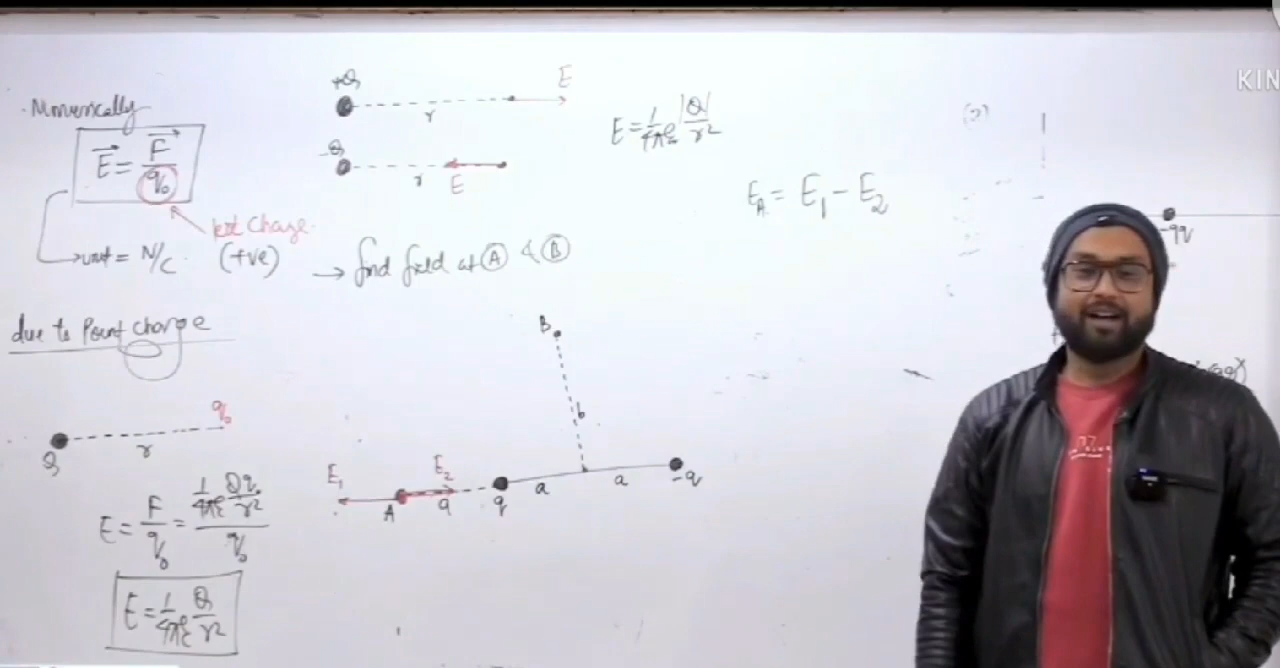 Numerically
E⃗ = F⃗ / q₀
test charge
(+ve)
→ unit = N/C
+Q
r
E
-Q
r
E
E = 1/4πε₀ |Q|/r²
E_A = E₁ - E₂
→ find field at Ⓐ & Ⓑ
due to Point charge
Q
r
q₀
E = F/q₀ = (1/4πε₀ Qq₀/r²) / q₀
E = 1/4πε₀ Q/r²
B
b
E₁
E₂
A
a
q
a
a
-q
KIN